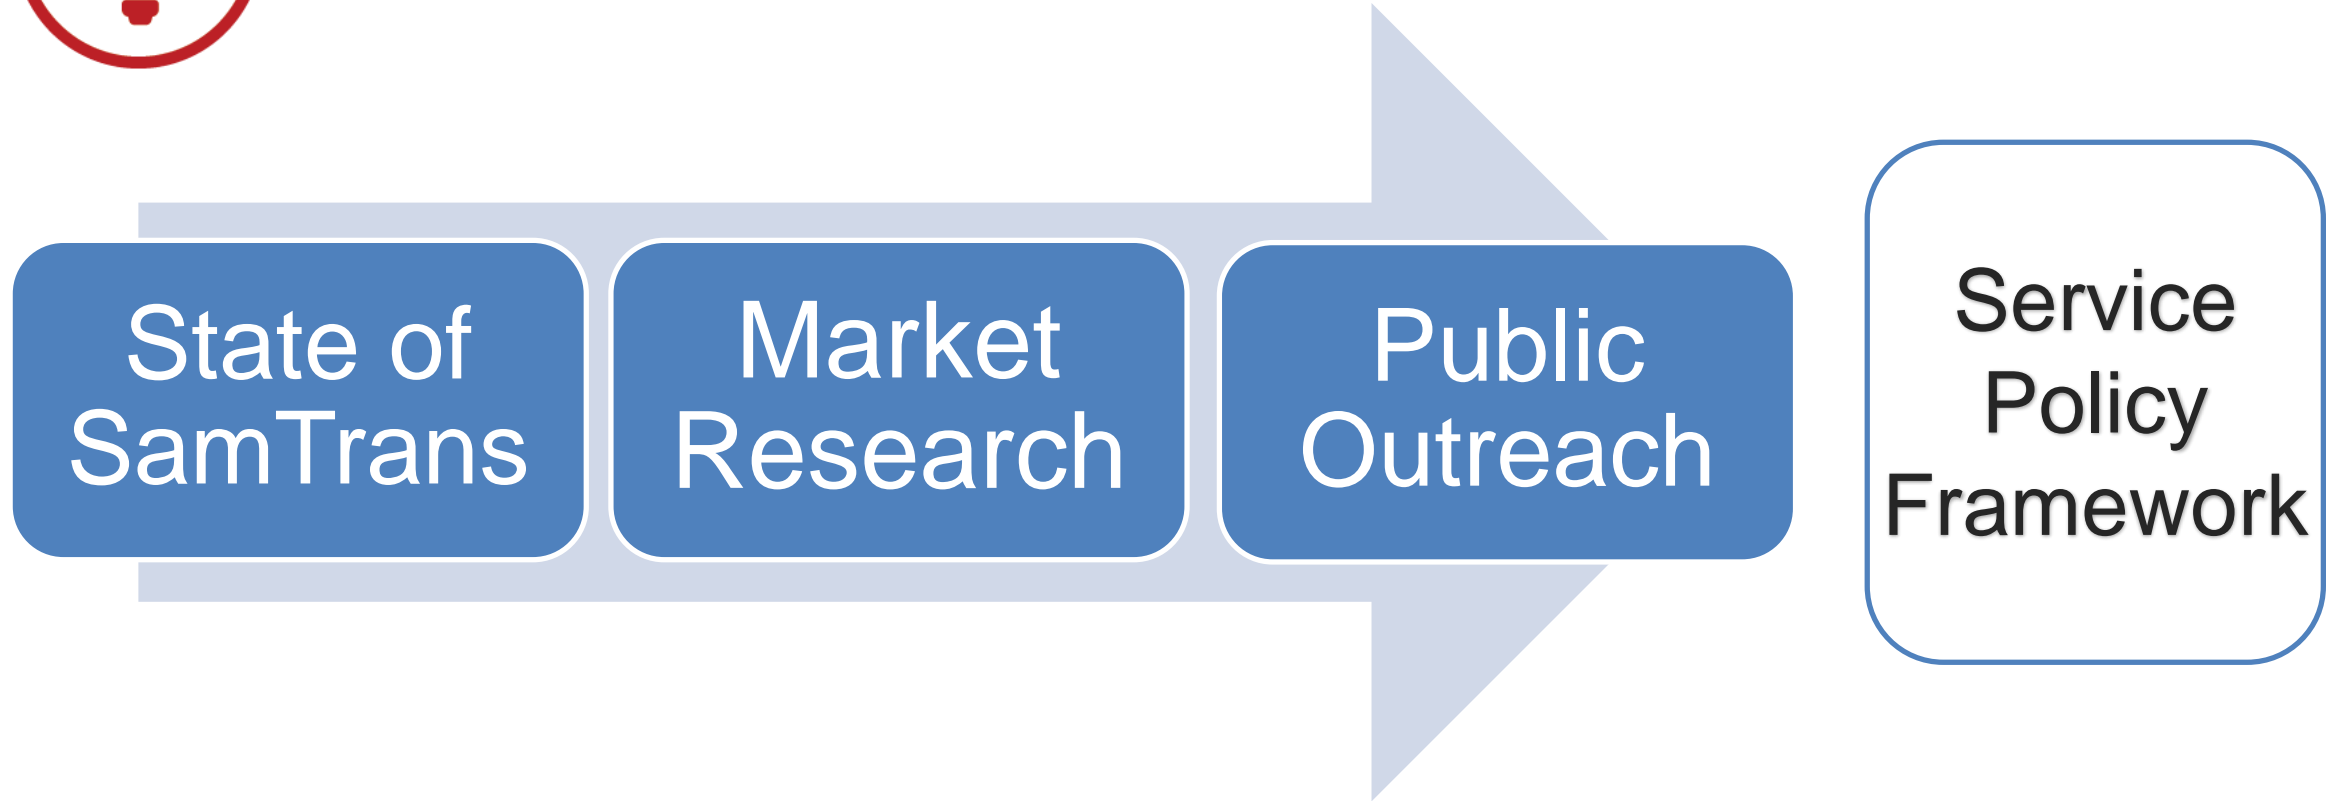 State of
SamTrans
Market
Research
Public
Outreach
Service
Policy
Framework